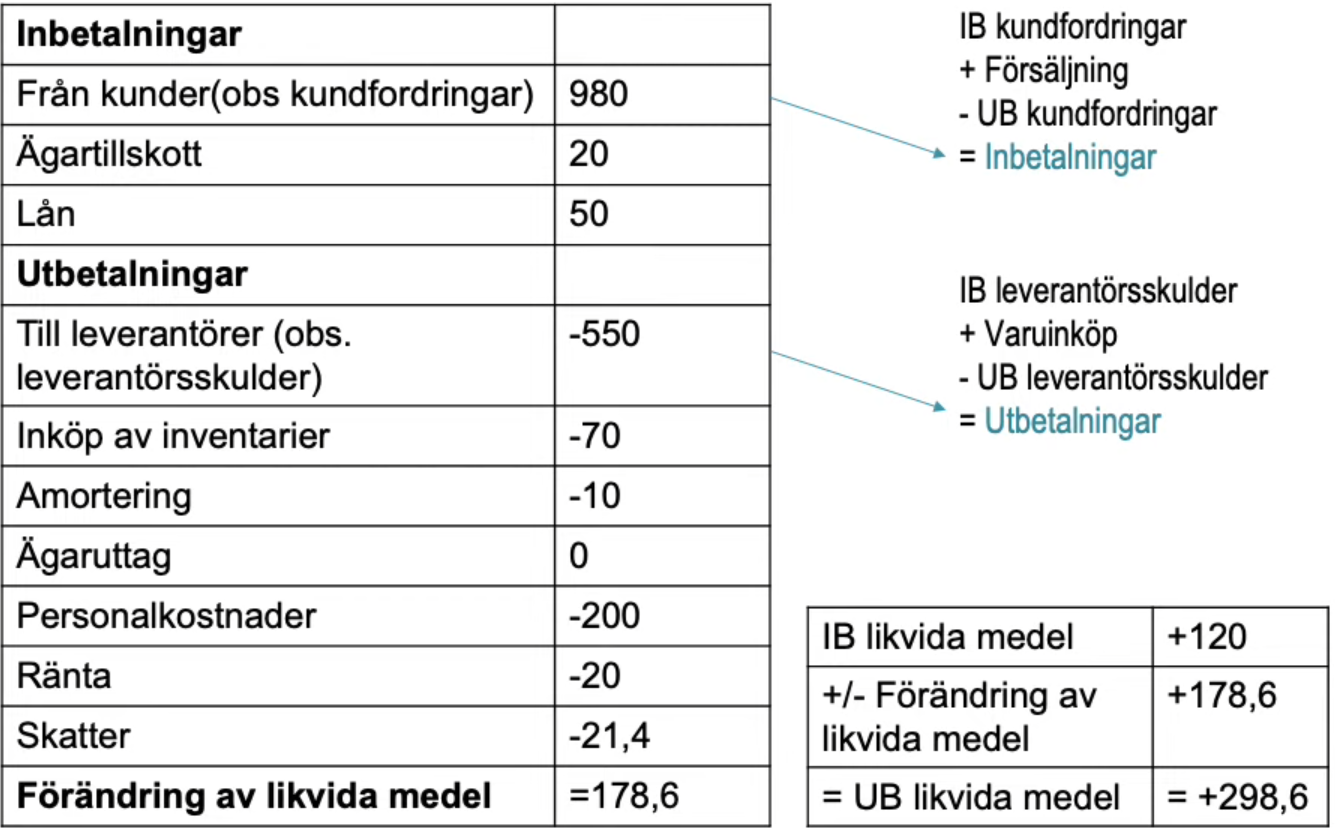 Inbetalningar
Från kunder(obs kundfordringar) 980
Ägartillskott 20
Lån 50
Utbetalningar
Till leverantörer (obs. -550
leverantörsskulder)
Inköp av inventarier -70
Amortering -10
Ägaruttag 0
Personalkostnader -200
Ränta -20
Skatter -21,4
Förändring av likvida medel =178,6
IB kundfordringar
+ Försäljning
- UB kundfordringar
= Inbetalningar
IB leverantörsskulder
+ Varuinköp
- UB leverantörsskulder
= Utbetalningar
IB likvida medel +120
+/- Förändring av +178,6
likvida medel
= UB likvida medel = +298,6